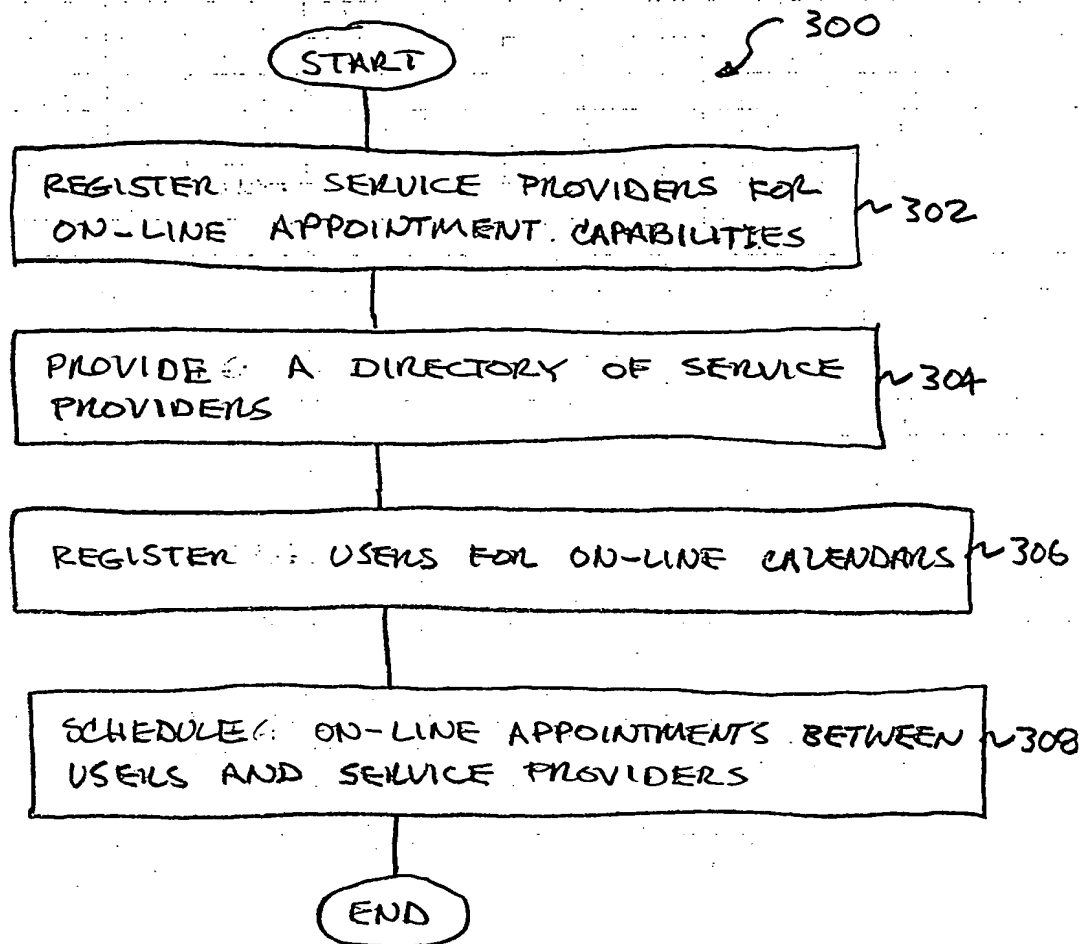 300
START
REGISTER SERVICE PROVIDERS FOR
ON-LINE APPOINTMENT CAPABILITIES
302
PROVIDE A DIRECTORY OF SERVICE
PROVIDERS
304
REGISTER USERS FOR ON-LINE CALENDARS
306
SCHEDULE ON-LINE APPOINTMENTS BETWEEN
USERS AND SERVICE PROVIDERS
308
END